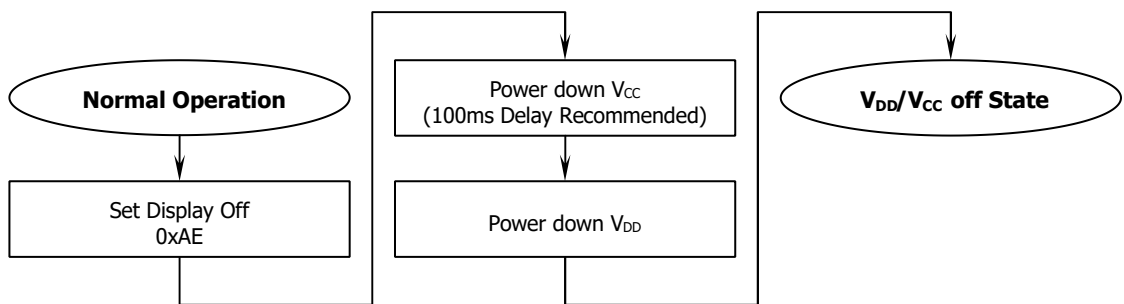 Normal Operation
Set Display Off
0xAE
Power down VCC
(100ms Delay Recommended)
Power down VDD
VDD/VCC off State